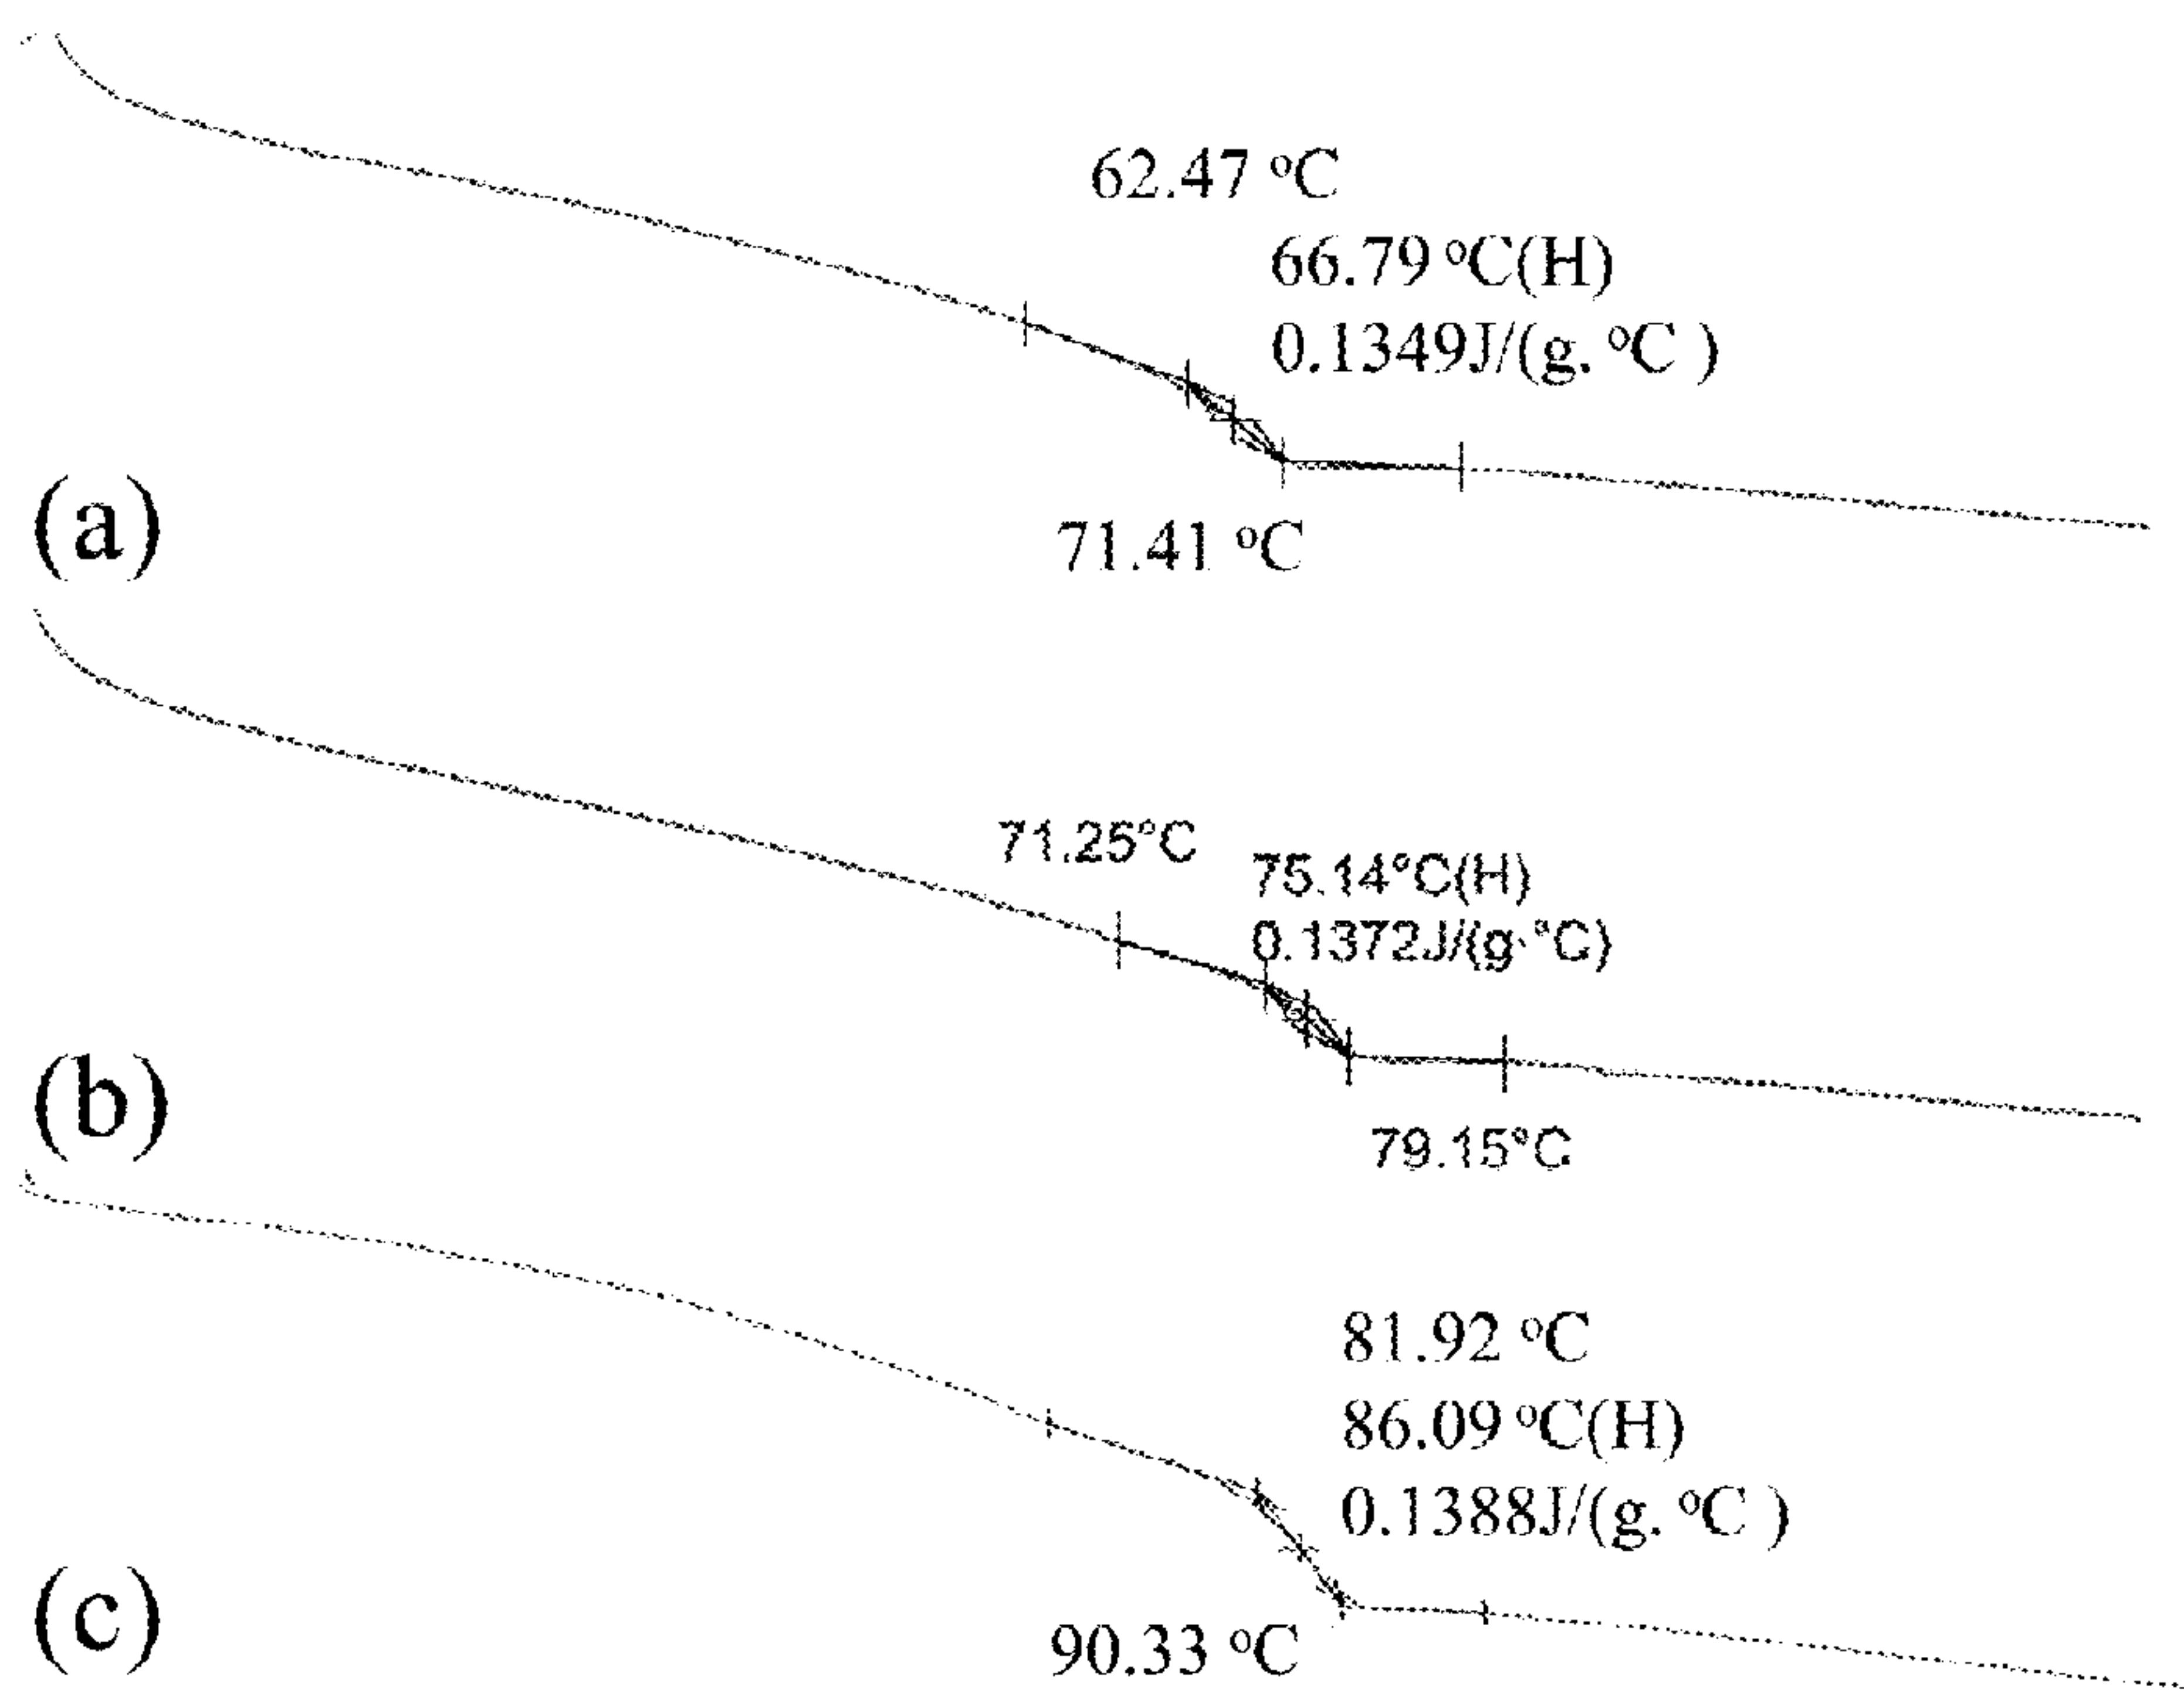 62.47 °C
66.79 °C(H)
0.1349J/(g. °C )
(a)
71.41 °C
71.25°C
75.14°C(H)
0.1372J/(g·°C)
(b)
79.15°C
81.92 °C
86.09 °C(H)
0.1388J/(g. °C )
(c)
90.33 °C